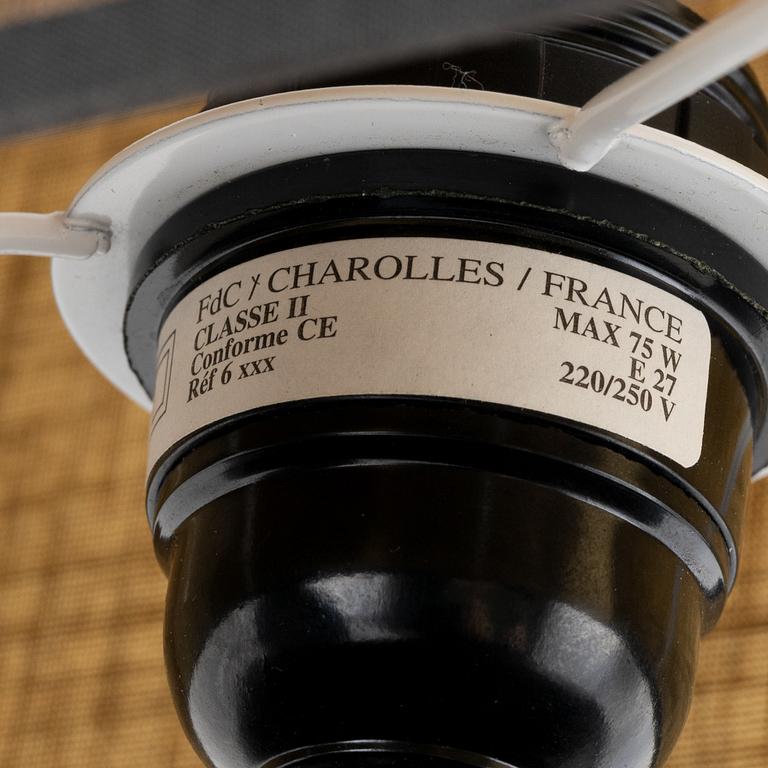 FdC CHAROLLES / FRANCE
CLASSE II
Conforme CE
Réf 6 xxx
MAX 75 W
E 27
220/250 V